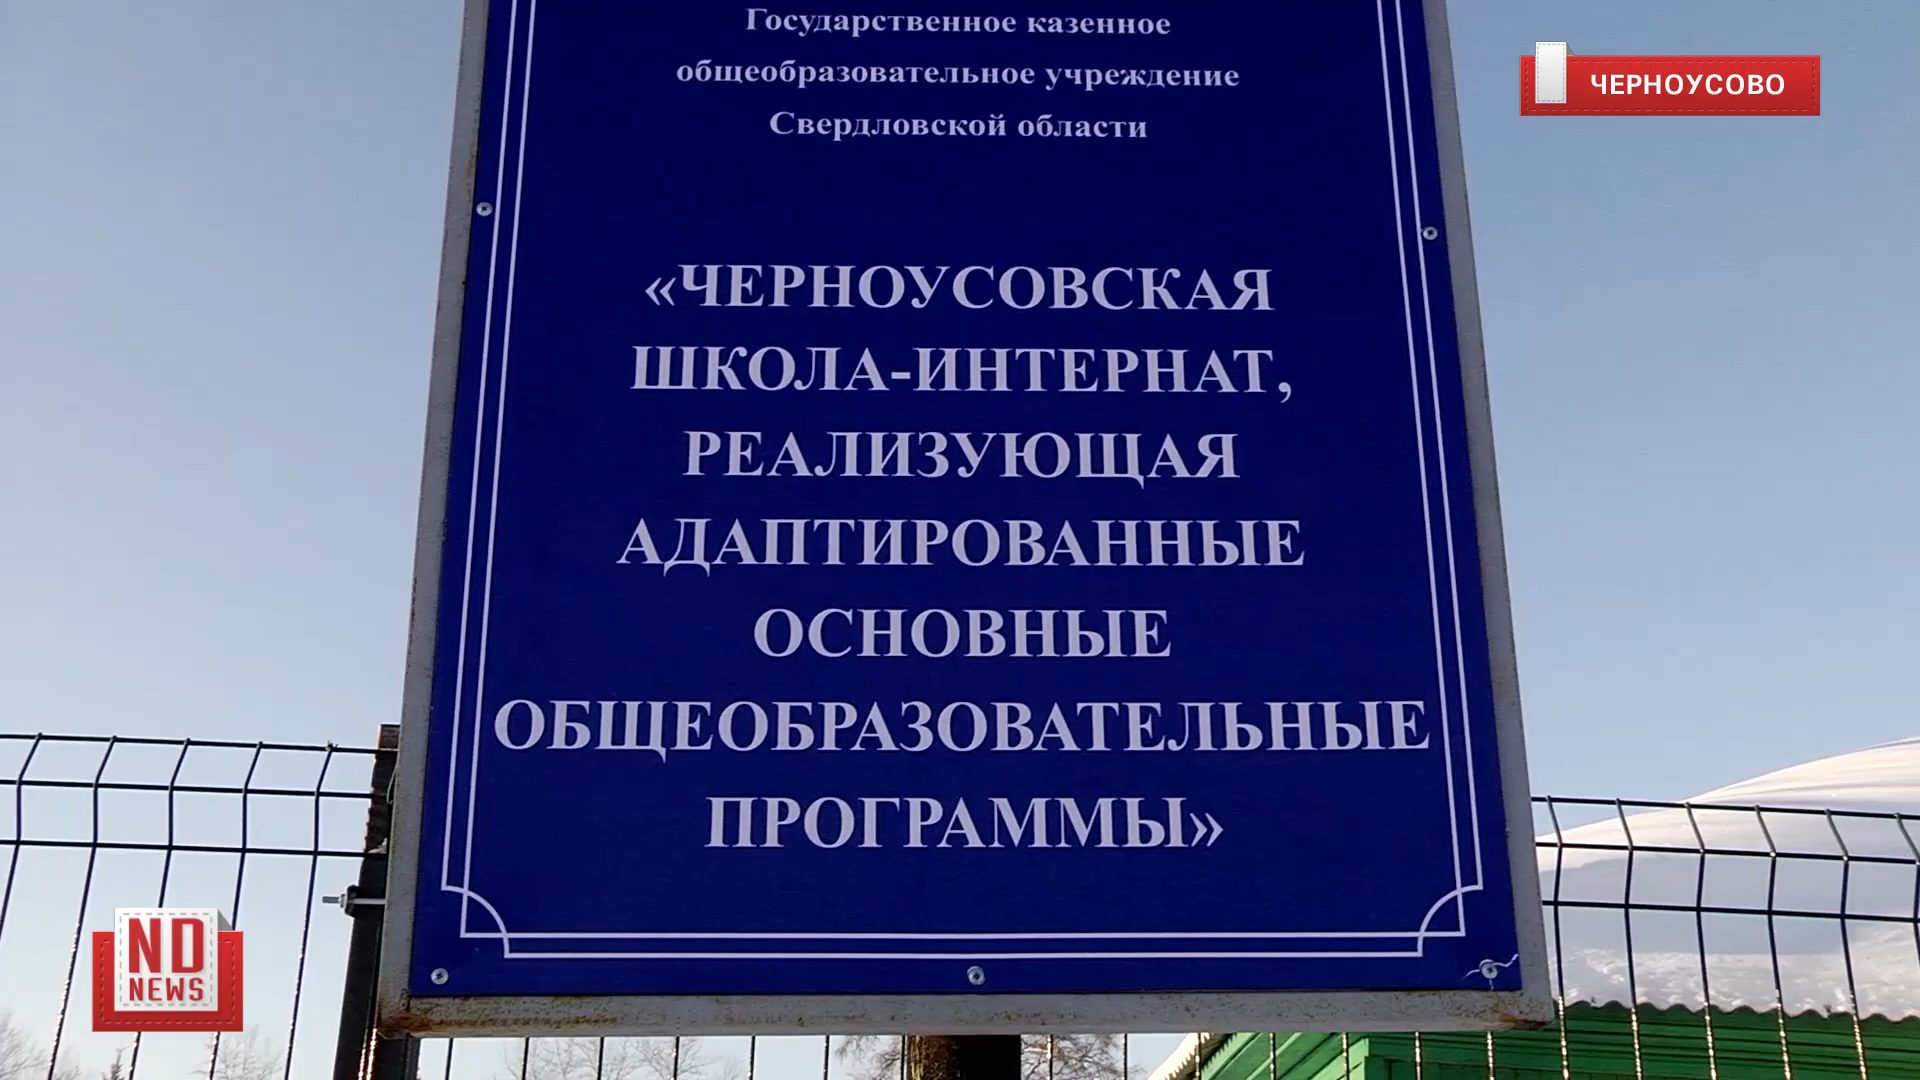 Государственное казенное
общеобразовательное учреждение
Свердловской области
ЧЕРНОУСОВО
«ЧЕРНОУСОВСКАЯ
ШКОЛА-ИНТЕРНАТ,
РЕАЛИЗУЮЩАЯ
АДАПТИРОВАННЫЕ
ОСНОВНЫЕ
ОБЩЕОБРАЗОВАТЕЛЬНЫЕ
ПРОГРАММЫ»
ND
NEWS